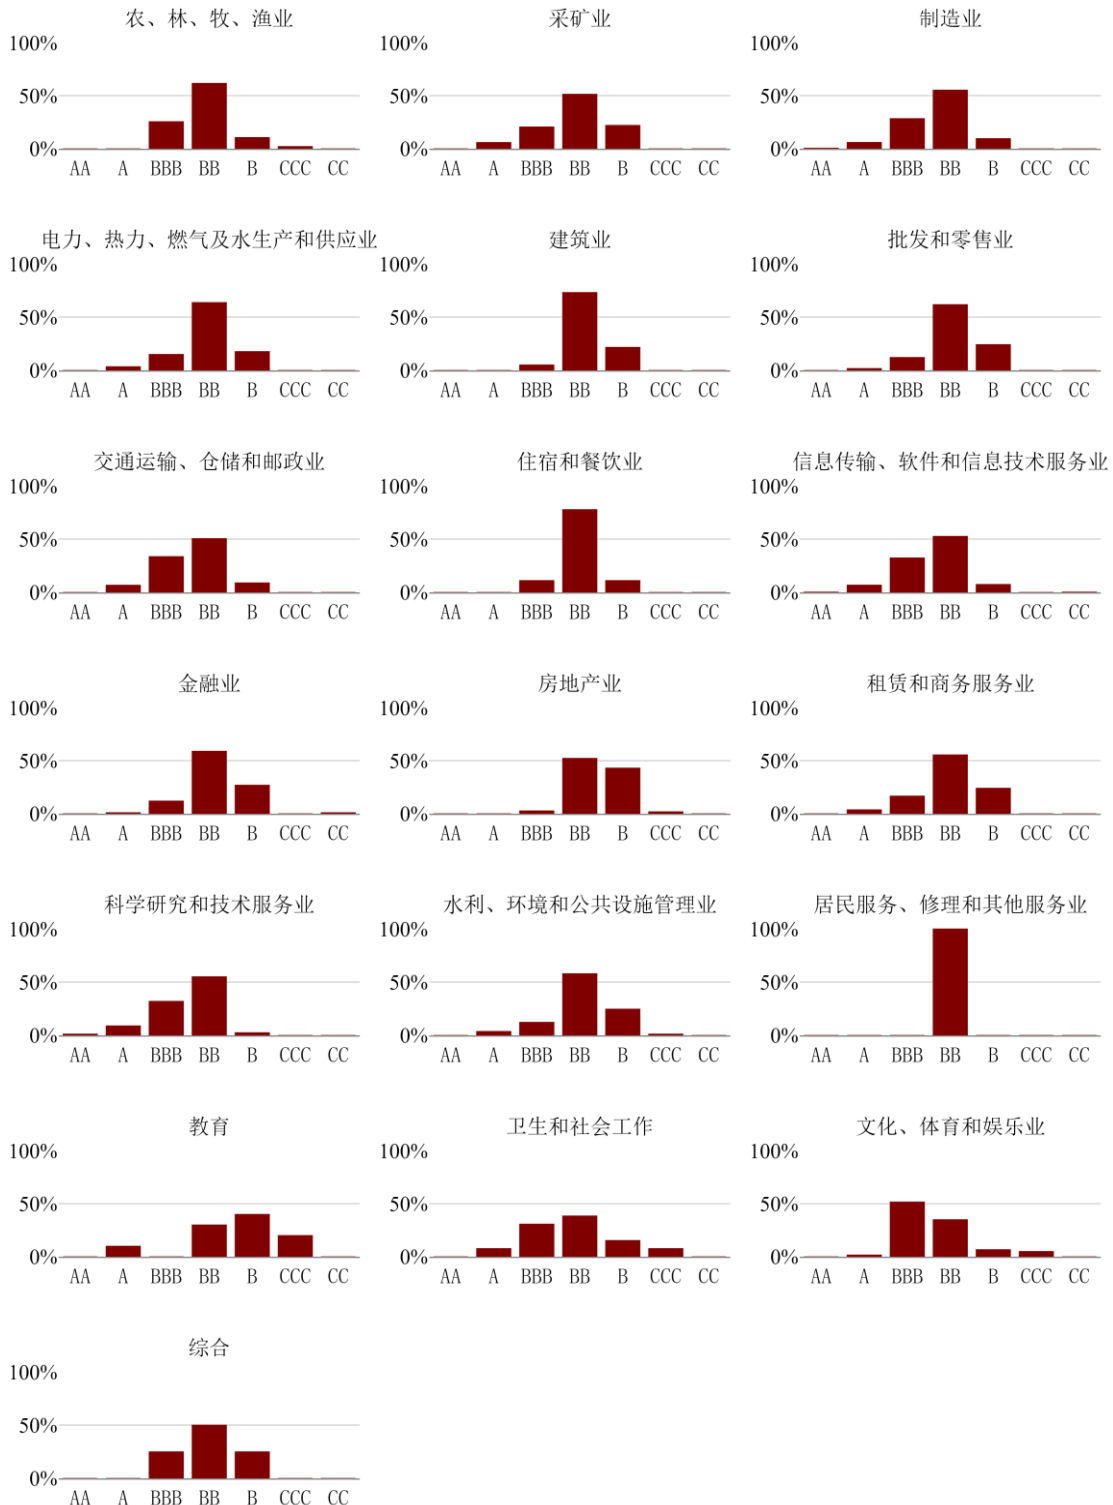 农、林、牧、渔业 采矿业 制造业
100% 100% 100%
50% 50% 50%
0% 0% 0%
AA A BBB BB B CCC CC AA A BBB BB B CCC CC AA A BBB BB B CCC CC
电力、热力、燃气及水生产和供应业 建筑业 批发和零售业
100% 100% 100%
50% 50% 50%
0% 0% 0%
AA A BBB BB B CCC CC AA A BBB BB B CCC CC AA A BBB BB B CCC CC
交通运输、仓储和邮政业 住宿和餐饮业 信息传输、软件和信息技术服务业
100% 100% 100%
50% 50% 50%
0% 0% 0%
AA A BBB BB B CCC CC AA A BBB BB B CCC CC AA A BBB BB B CCC CC
金融业 房地产业 租赁和商务服务业
100% 100% 100%
50% 50% 50%
0% 0% 0%
AA A BBB BB B CCC CC AA A BBB BB B CCC CC AA A BBB BB B CCC CC
科学研究和技术服务业 水利、环境和公共设施管理业 居民服务、修理和其他服务业
100% 100% 100%
50% 50% 50%
0% 0% 0%
AA A BBB BB B CCC CC AA A BBB BB B CCC CC AA A BBB BB B CCC CC
教育 卫生和社会工作 文化、体育和娱乐业
100% 100% 100%
50% 50% 50%
0% 0% 0%
AA A BBB BB B CCC CC AA A BBB BB B CCC CC AA A BBB BB B CCC CC
综合
100%
50%
0%
AA A BBB BB B CCC CC